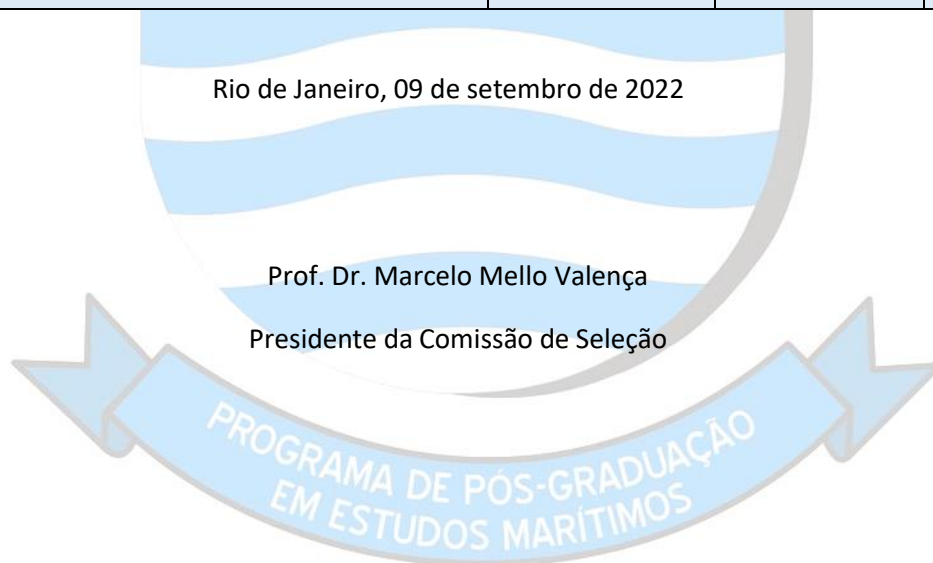 Rio de Janeiro, 09 de setembro de 2022
Prof. Dr. Marcelo Mello Valença
Presidente da Comissão de Seleção
PROGRAMA DE PÓS-GRADUAÇÃO
EM ESTUDOS MARÍTIMOS